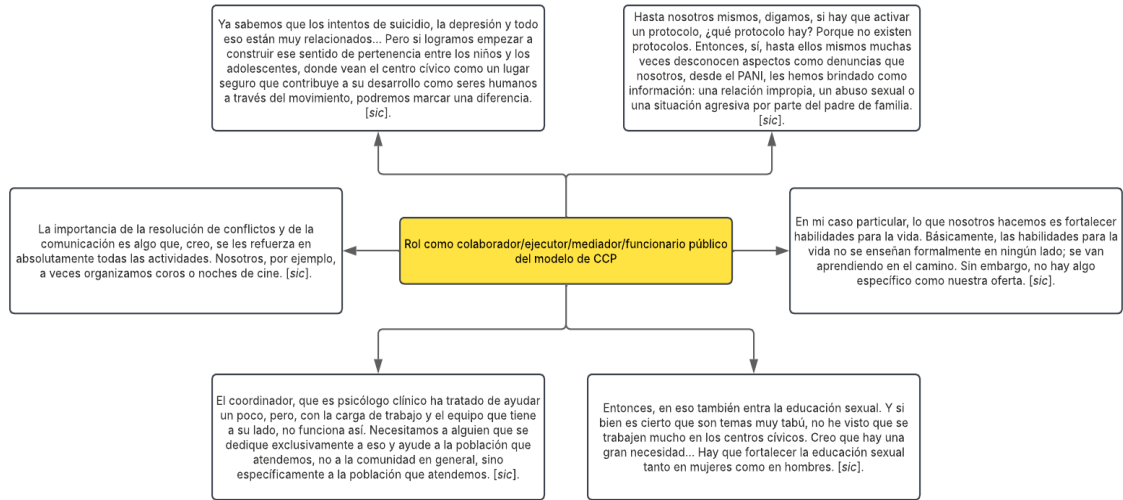 Ya sabemos que los intentos de suicidio, la depresión y todo
eso están muy relacionados... Pero si logramos empezar a
construir ese sentido de pertenencia entre los niños y los
adolescentes, donde vean el centro cívico como un lugar
seguro que contribuye a su desarrollo como seres humanos
a través del movimiento, podremos marcar una diferencia.
[sic].
Hasta nosotros mismos, digamos, si hay que activar
un protocolo, ¿qué protocolo hay? Porque no existen
protocolos. Entonces, sí, hasta ellos mismos muchas
veces desconocen aspectos como denuncias que
nosotros, desde el PANI, les hemos brindado como
información: una relación impropia, un abuso sexual o
una situación agresiva por parte del padre de familia.
[sic].
La importancia de la resolución de conflictos y de la
comunicación es algo que, creo, se les refuerza en
absolutamente todas las actividades. Nosotros, por ejemplo,
a veces organizamos coros o noches de cine. [sic].
Rol como colaborador/ejecutor/mediador/funcionario público
del modelo de CCP
En mi caso particular, lo que nosotros hacemos es fortalecer
habilidades para la vida. Básicamente, las habilidades para la
vida no se enseñan formalmente en ningún lado; se van
aprendiendo en el camino. Sin embargo, no hay algo
específico como nuestra oferta. [sic].
El coordinador, que es psicólogo clínico ha tratado de ayudar
un poco, pero, con la carga de trabajo y el equipo que tiene
a su lado, no funciona así. Necesitamos a alguien que se
dedique exclusivamente a eso y ayude a la población que
atendemos, no a la comunidad en general, sino
específicamente a la población que atendemos. [sic].
Entonces, en eso también entra la educación sexual. Y si
bien es cierto que son temas muy tabú, no he visto que se
trabajen mucho en los centros cívicos. Creo que hay una
gran necesidad... Hay que fortalecer la educación sexual
tanto en mujeres como en hombres. [sic].